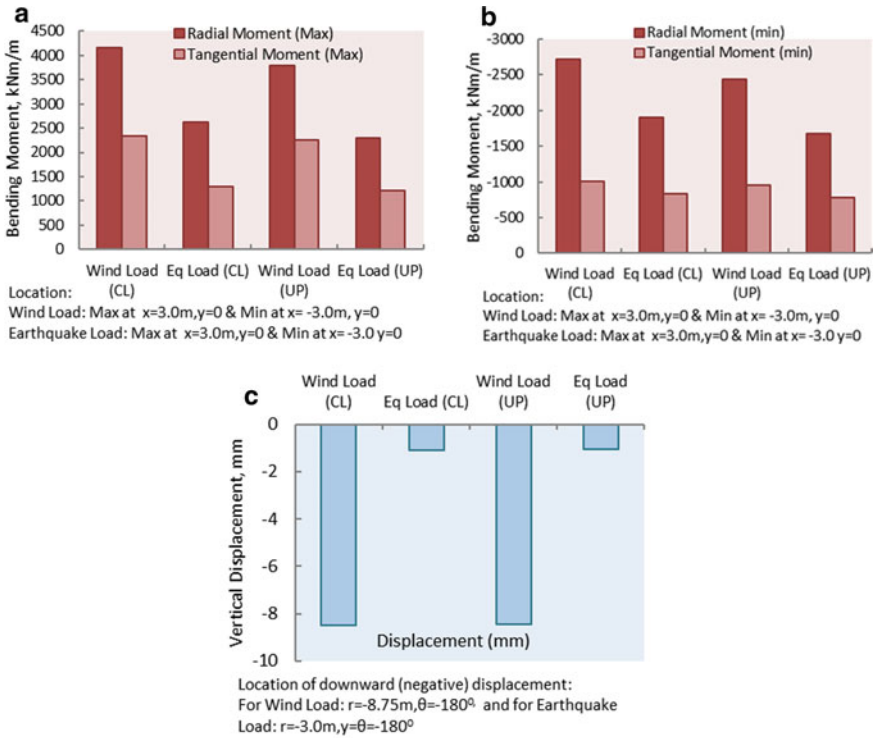 a
Bending Moment, kNm/m
4500
4000
3500
3000
2500
2000
1500
1000
500
0
Radial Moment (Max)
Tangential Moment (Max)
Wind Load (CL)
Eq Load (CL)
Wind Load (UP)
Eq Load (UP)
Location:
Wind Load: Max at x=3.0m,y=0 & Min at x= -3.0m, y=0
Earthquake Load: Max at x=3.0m,y=0 & Min at x= -3.0 y=0
b
Bending Moment, kNm/m
-3000
-2500
-2000
-1500
-1000
-500
0
Radial Moment (min)
Tangential Moment (min)
Wind Load (CL)
Eq Load (CL)
Wind Load (UP)
Eq Load (UP)
Location:
Wind Load: Max at x=3.0m,y=0 & Min at x= -3.0m, y=0
Earthquake Load: Max at x=3.0m,y=0 & Min at x= -3.0 y=0
c
Wind Load (CL)
Eq Load (CL)
Wind Load (UP)
Eq Load (UP)
Vertical Displacement, mm
0
-2
-4
-6
-8
-10
Displacement (mm)
Location of downward (negative) displacement:
For Wind Load: r=-8.75m,θ=-180⁰, and for Earthquake
Load: r=-3.0m,y=θ=-180⁰